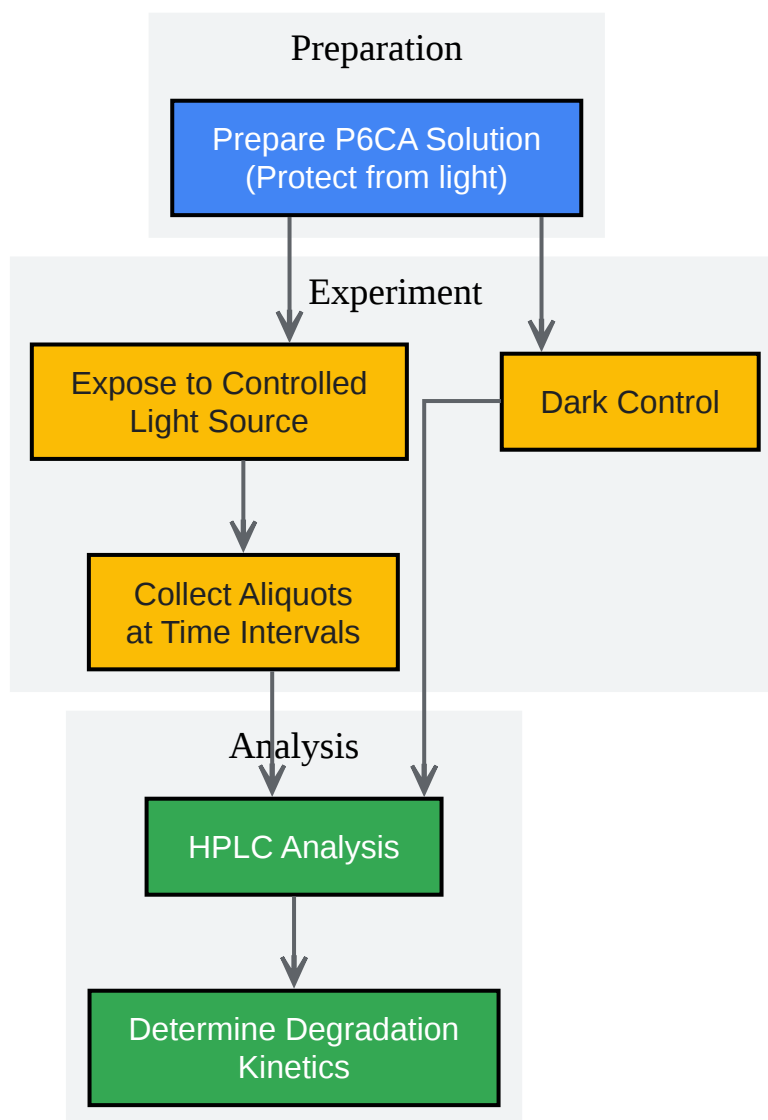 Preparation
Prepare P6CA Solution
(Protect from light)
Experiment
Expose to Controlled
Light Source
Dark Control
Collect Aliquots
at Time Intervals
Analysis
HPLC Analysis
Determine Degradation
Kinetics